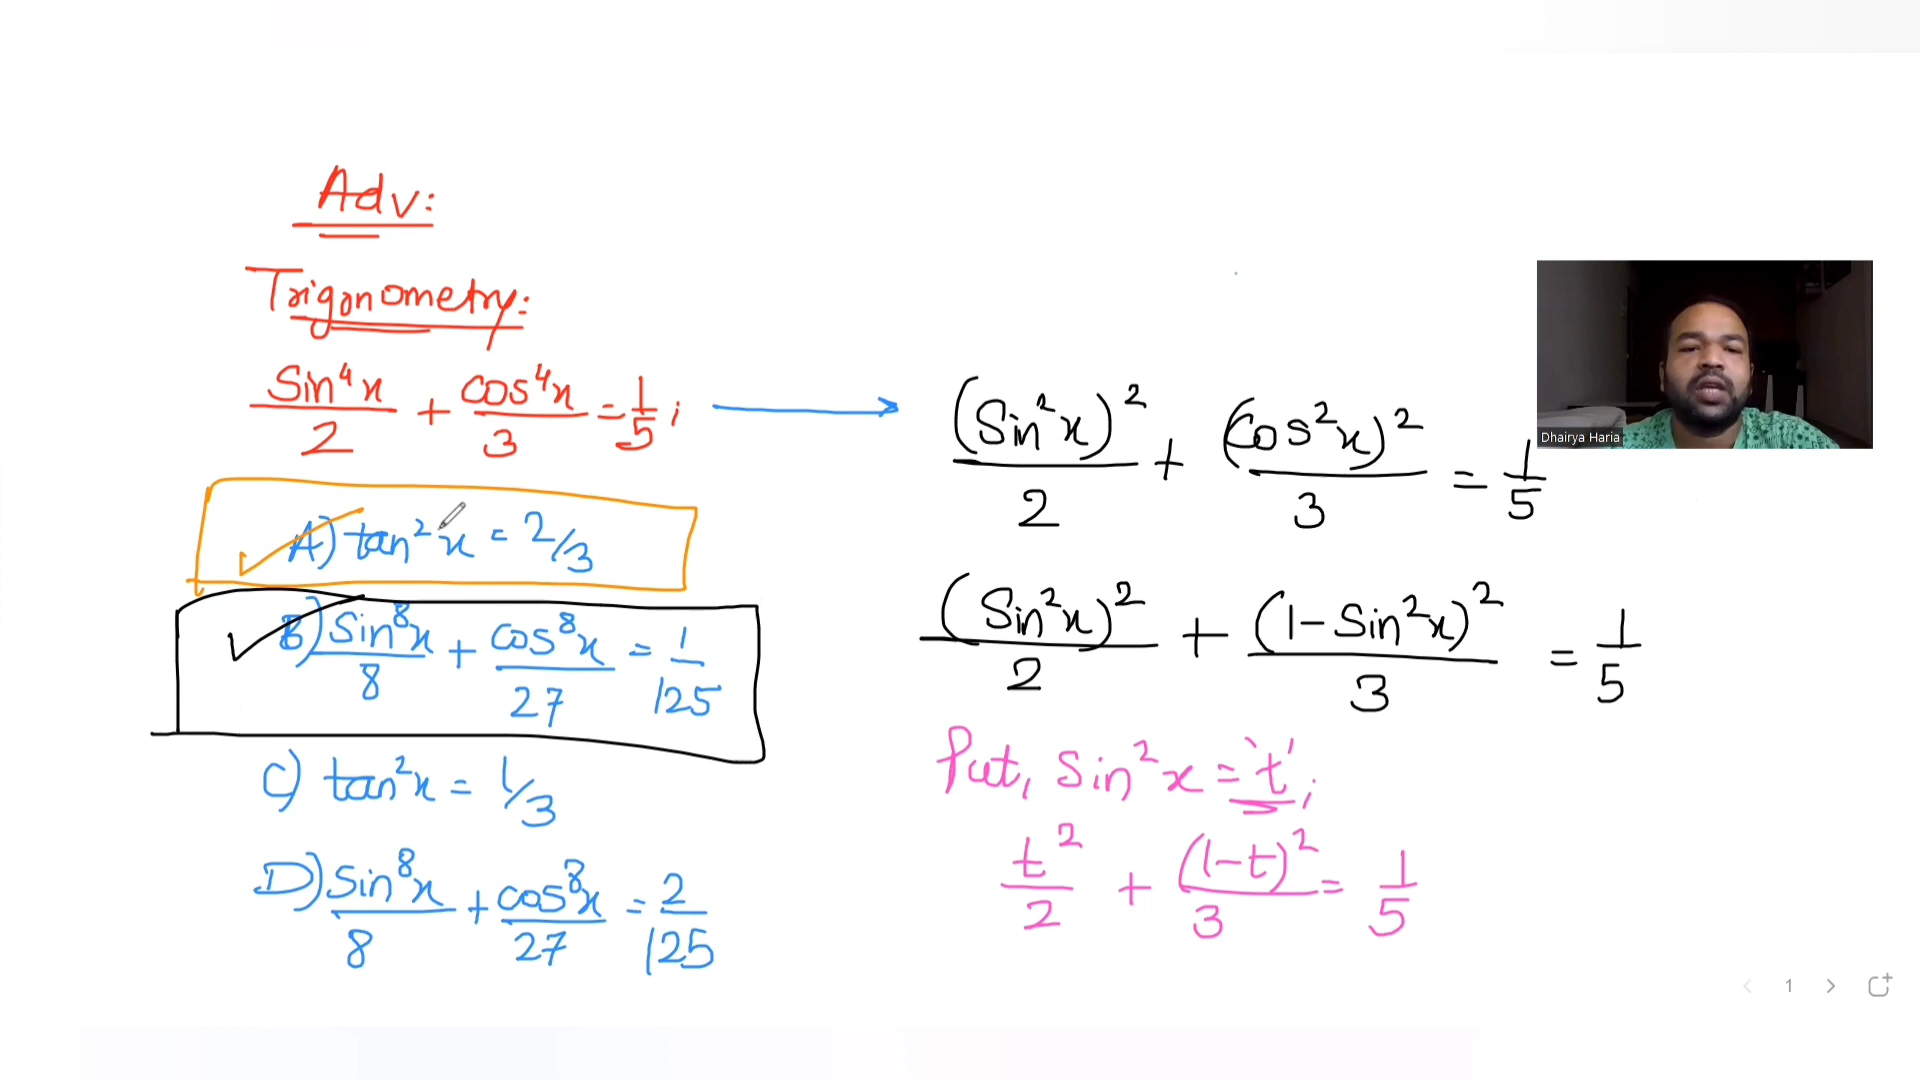 Adv:
Trigonometry:
Sin⁴x/2 + cos⁴x/3 = 1/5 ;
A) tan²x = 2/3
B) Sin⁸x/8 + cos⁸x/27 = 1/125
C) tan²x = 1/3
D) Sin⁸x/8 + cos⁸x/27 = 2/125
(Sin²x)²/2 + (cos²x)²/3 = 1/5
(Sin²x)²/2 + (1-Sin²x)²/3 = 1/5
Put, Sin²x = 't' ;
t²/2 + (1-t)²/3 = 1/5
Dhairya Haria
1